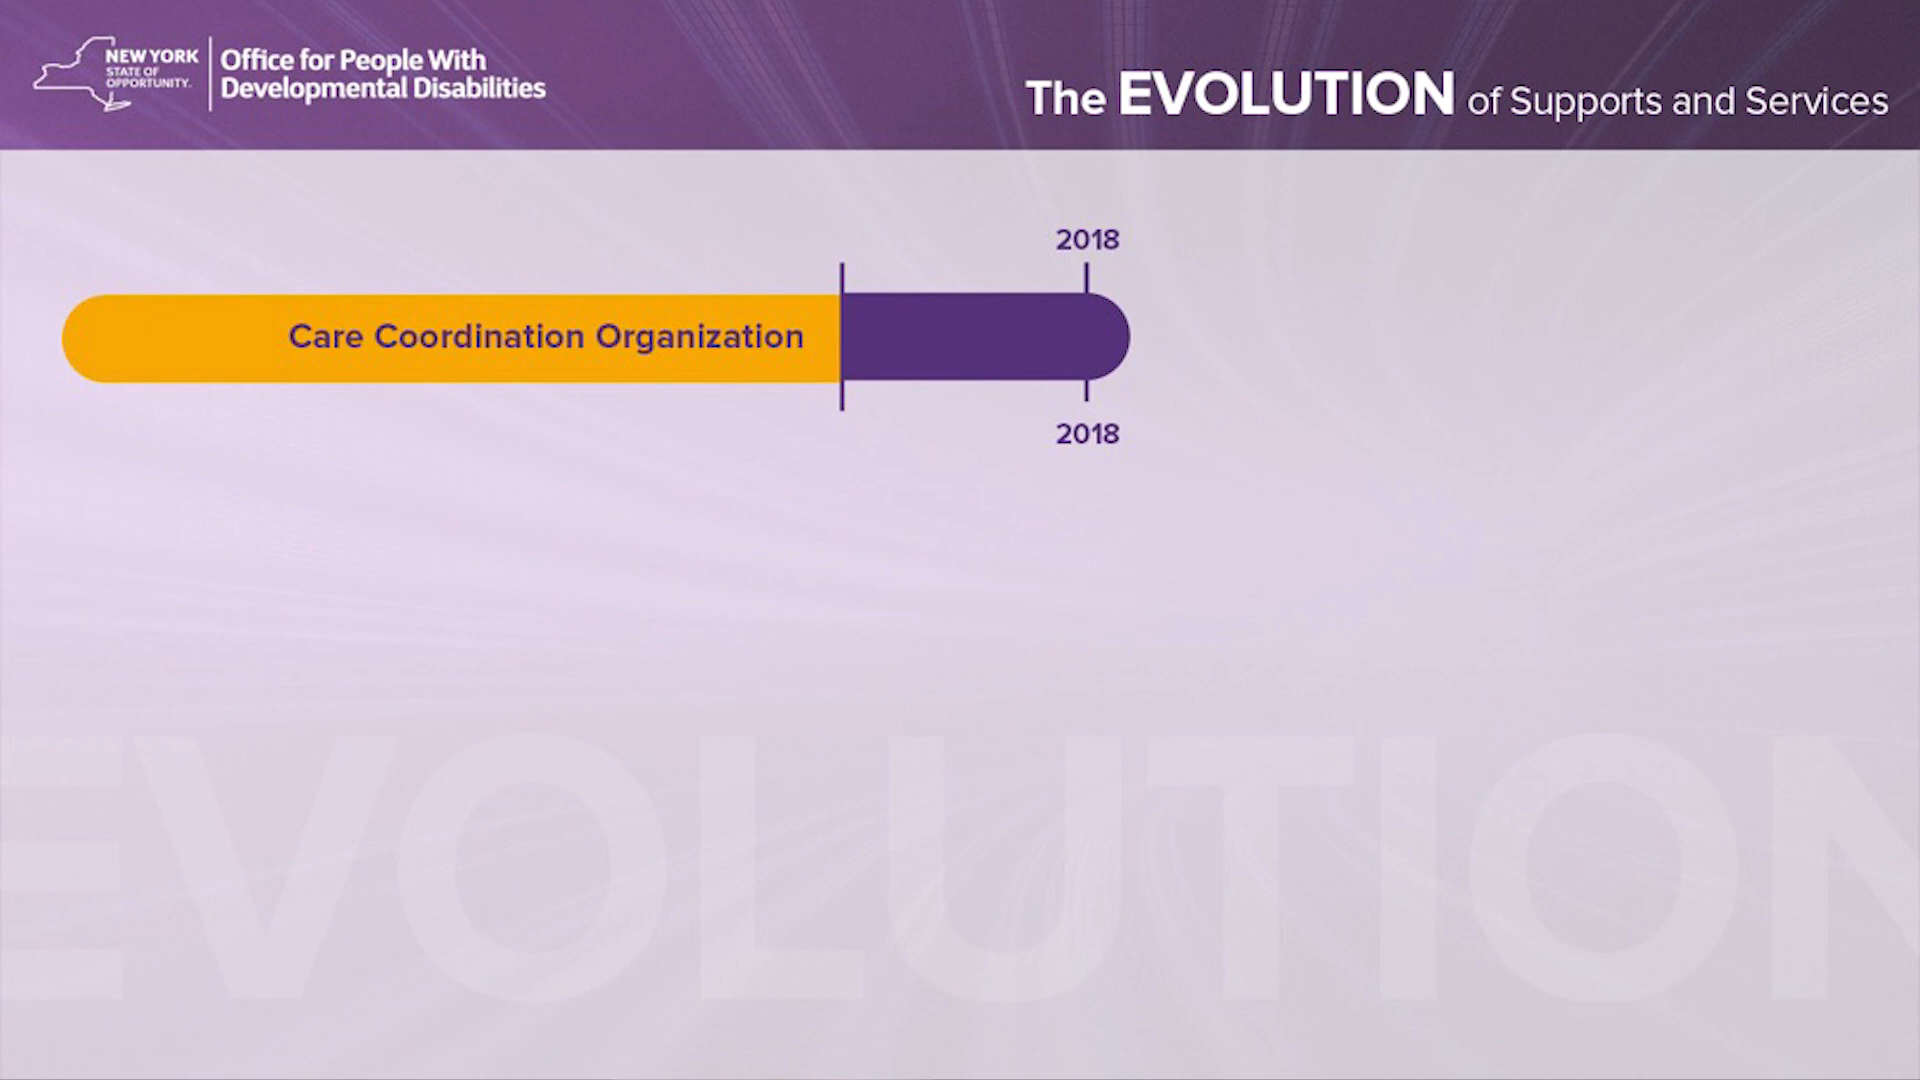 NEW YORK
STATE OF
OPPORTUNITY.
Office for People With
Developmental Disabilities
The EVOLUTION of Supports and Services
2018
Care Coordination Organization
2018
EVOLUTION